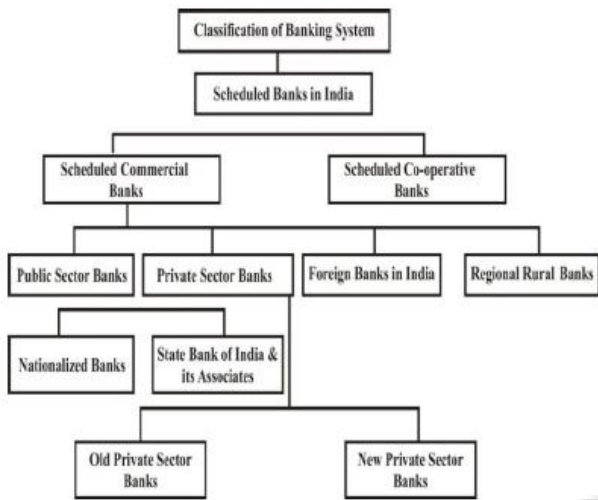 Classification of Banking System
Scheduled Banks in India
Scheduled Commercial
Banks
Scheduled Co-operative
Banks
Public Sector Banks
Private Sector Banks
Foreign Banks in India
Regional Rural Banks
Nationalized Banks
State Bank of India &
its Associates
Old Private Sector
Banks
New Private Sector
Banks